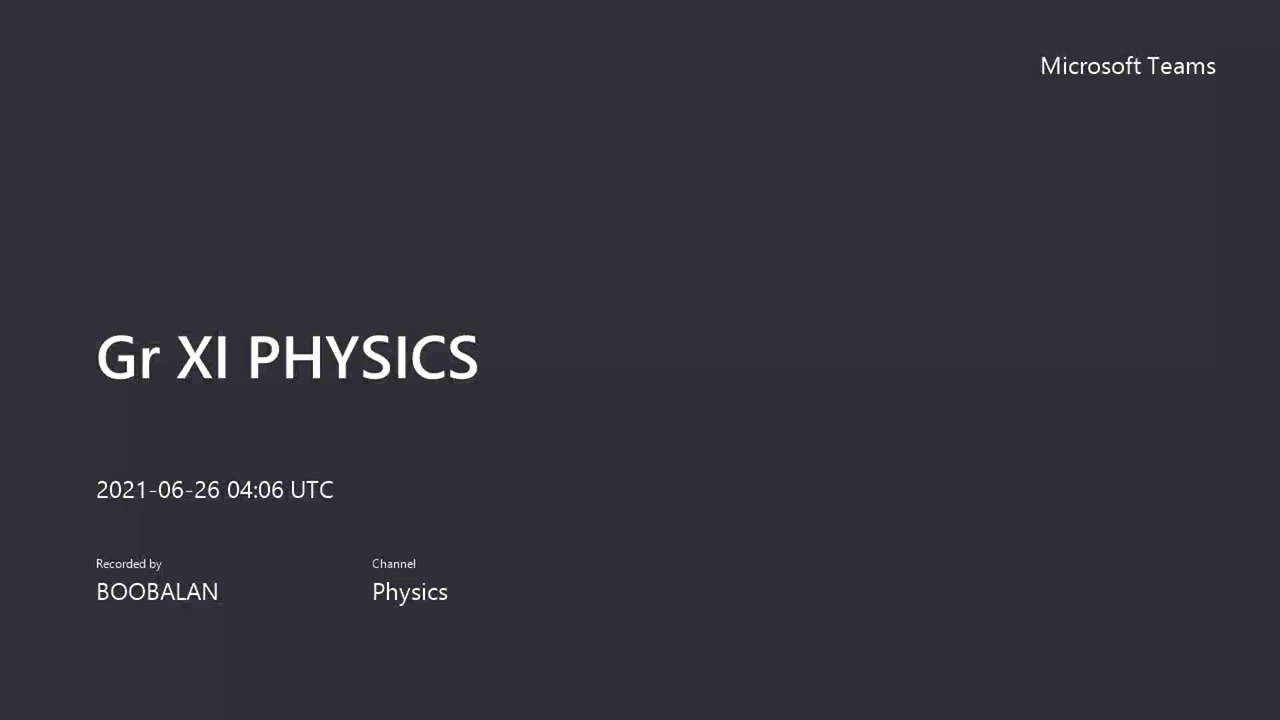 Microsoft Teams
Gr XI PHYSICS
2021-06-26 04:06 UTC
Recorded by
BOOBALAN
Channel
Physics